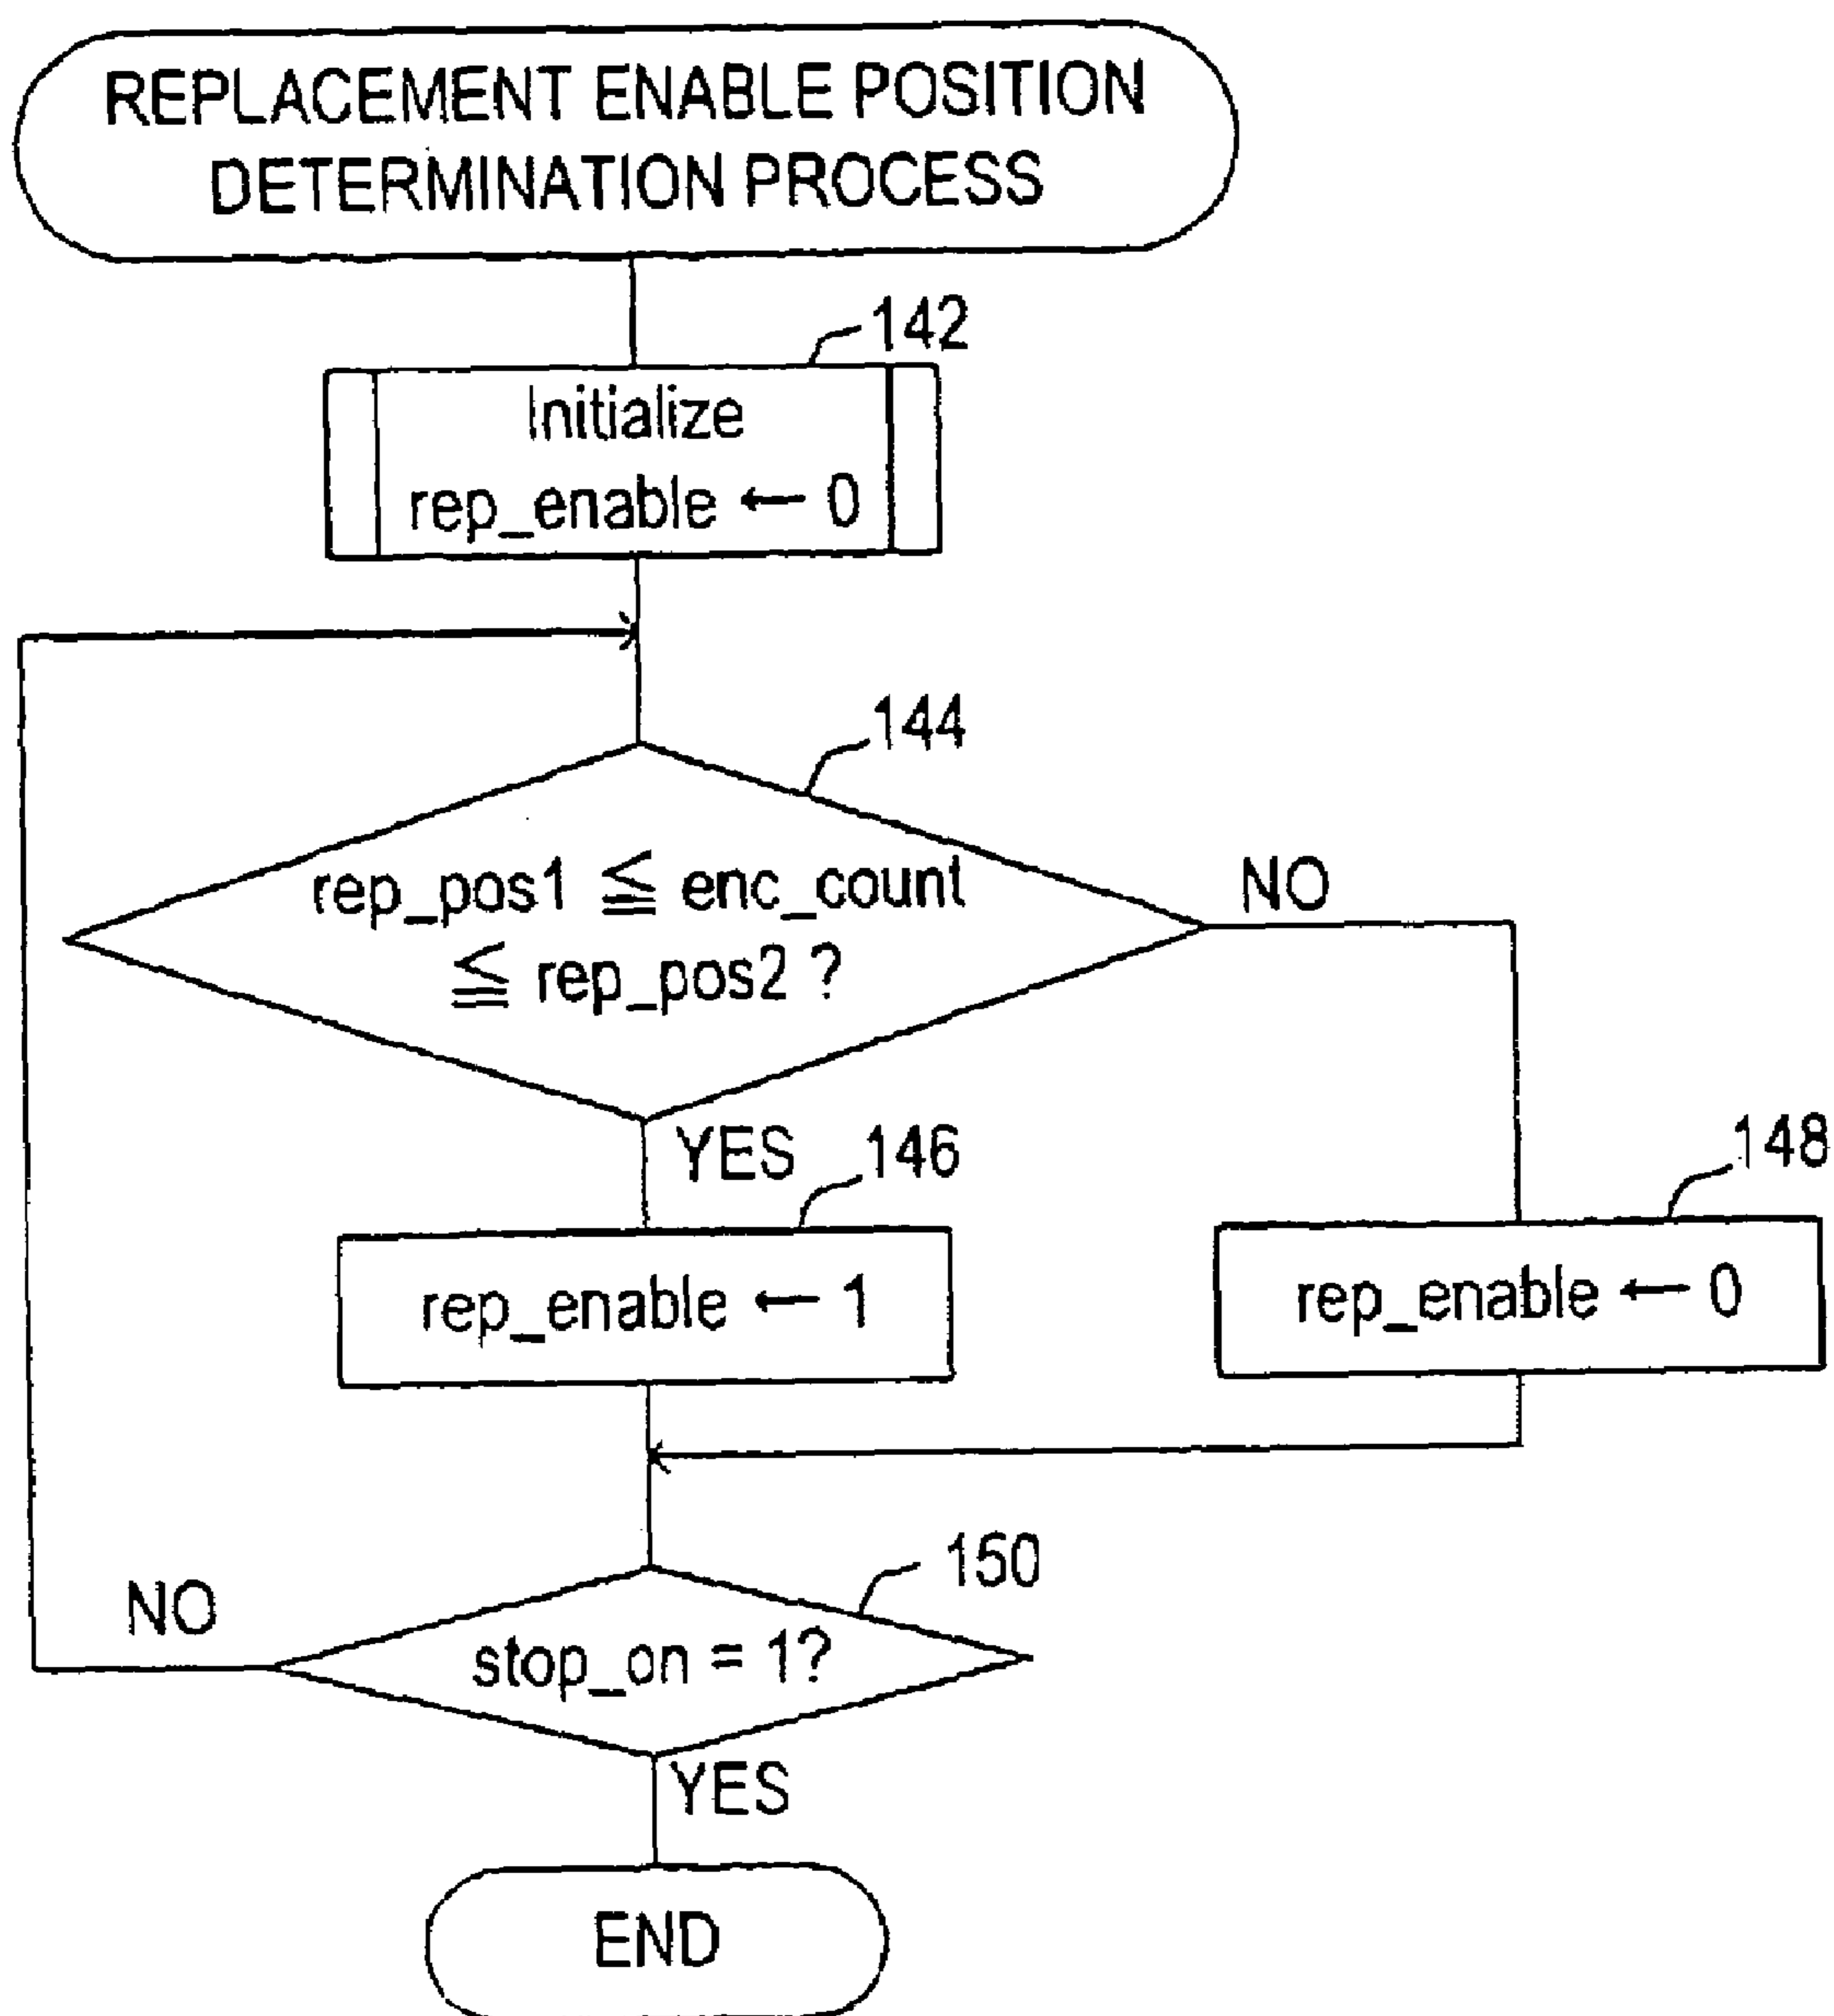 REPLACEMENT ENABLE POSITION
DETERMINATION PROCESS
142
Initialize
rep_enable ← 0
144
rep_pos1 ≦ enc_count
≦ rep_pos2 ?
NO
YES
146
148
rep_enable ← 1
rep_enable ← 0
150
NO
stop_on = 1?
YES
END